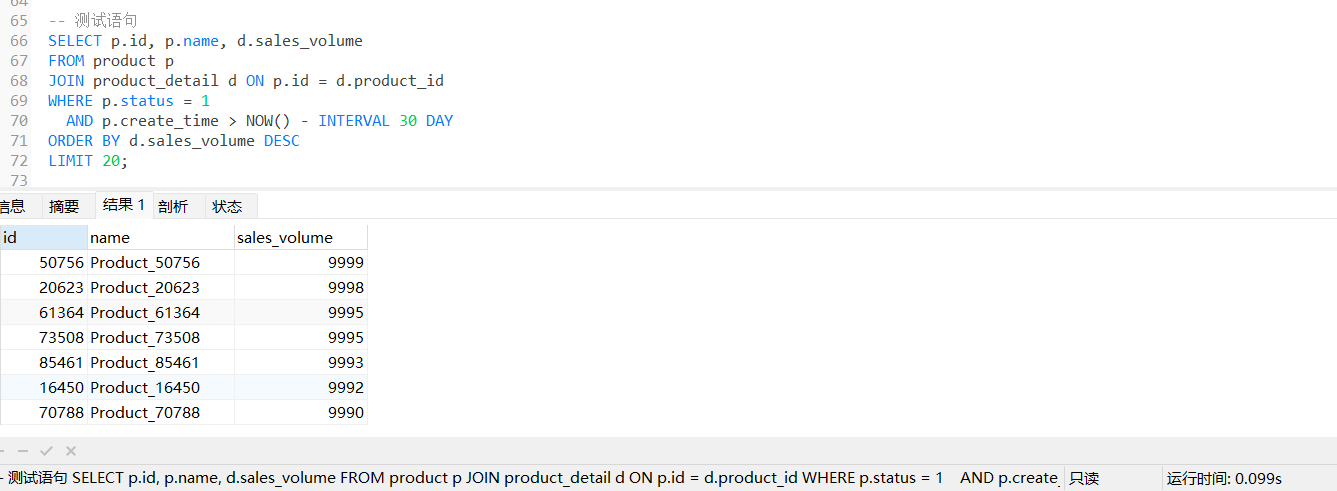 64
65 -- 测试语句
66 SELECT p.id, p.name, d.sales_volume
67 FROM product p
68 JOIN product_detail d ON p.id = d.product_id
69 WHERE p.status = 1
70 AND p.create_time > NOW() - INTERVAL 30 DAY
71 ORDER BY d.sales_volume DESC
72 LIMIT 20;
73
信息 摘要 结果 1 剖析 状态
id name sales_volume
50756 Product_50756 9999
20623 Product_20623 9998
61364 Product_61364 9995
73508 Product_73508 9995
85461 Product_85461 9993
16450 Product_16450 9992
70788 Product_70788 9990
- 测试语句 SELECT p.id, p.name, d.sales_volume FROM product p JOIN product_detail d ON p.id = d.product_id WHERE p.status = 1 AND p.create_ 只读 运行时间: 0.099s